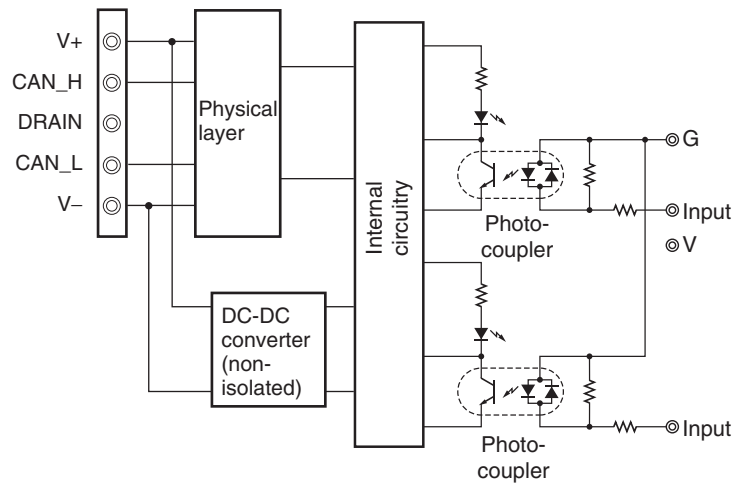 V+
CAN_H
DRAIN
CAN_L
V–
Physical
layer
DC-DC
converter
(non-
isolated)
Internal
circuitry
Photo-
coupler
Photo-
coupler
G
Input
V
Input